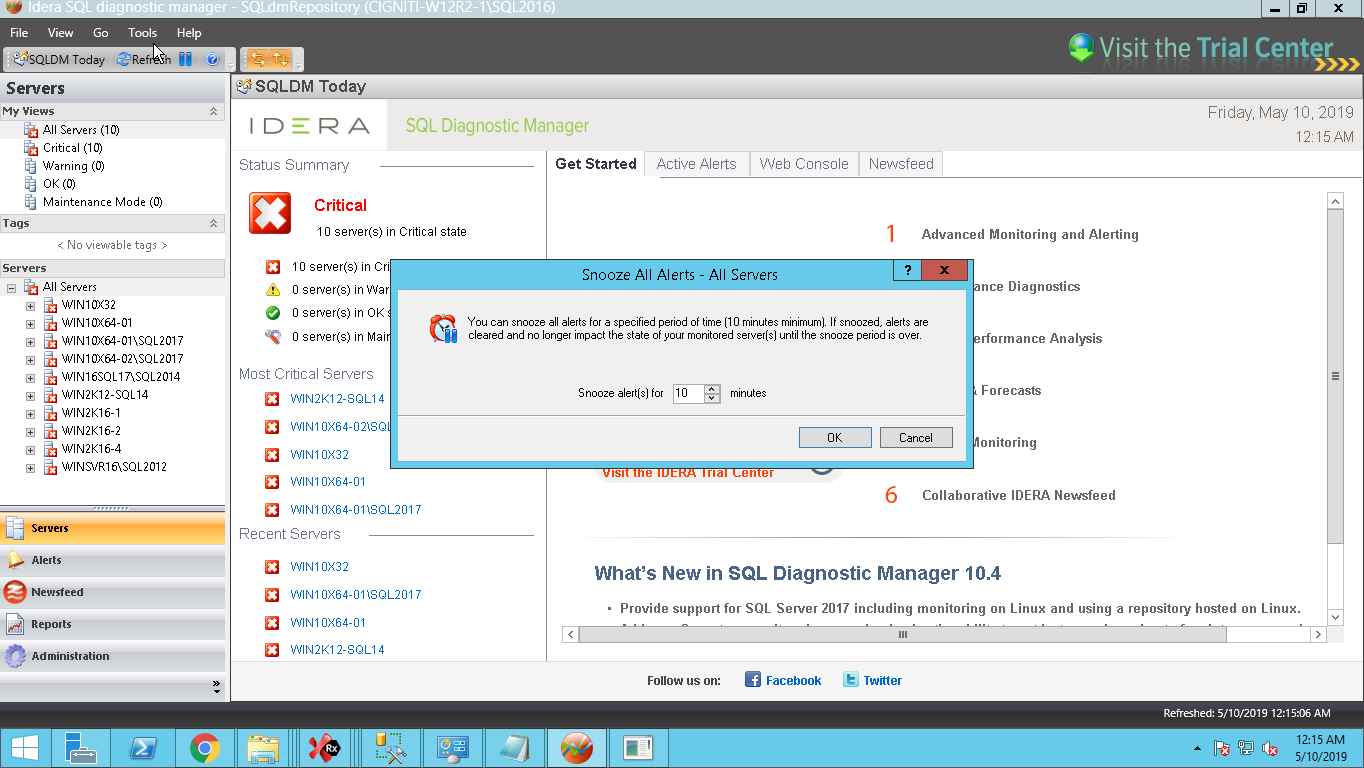 Idera SQL diagnostic manager - SQLdmRepository (CIGNITI-W12R2-1\SQL2016)
File View Go Tools Help
SQLDM Today Refresh
Visit the Trial Center
Servers
My Views
All Servers (10)
Critical (10)
Warning (0)
OK (0)
Maintenance Mode (0)
Tags
< No viewable tags >
Servers
All Servers
WIN10X32
WIN10X64-01
WIN10X64-01\SQL2017
WIN10X64-02\SQL2017
WIN16SQL17\SQL2014
WIN2K12-SQL14
WIN2K16-1
WIN2K16-2
WIN2K16-4
WINSVR16\SQL2012
Servers
Alerts
Newsfeed
Reports
Administration
SQLDM Today
IDERA SQL Diagnostic Manager
Friday, May 10, 2019
12:15 AM
Status Summary
Critical
10 server(s) in Critical state
10 server(s) in Cri
0 server(s) in War
0 server(s) in OK s
0 server(s) in Mair
Most Critical Servers
WIN2K12-SQL14
WIN10X64-02\SQL
WIN10X32
WIN10X64-01
WIN10X64-01\SQL2017
Recent Servers
WIN10X32
WIN10X64-01\SQL2017
WIN10X64-01
WIN2K12-SQL14
Get Started Active Alerts Web Console Newsfeed
1 Advanced Monitoring and Alerting
ance Diagnostics
erformance Analysis
& Forecasts
Monitoring
6 Collaborative IDERA Newsfeed
Visit the IDERA Trial Center
Snooze All Alerts - All Servers
? x
You can snooze all alerts for a specified period of time (10 minutes minimum). If snoozed, alerts are
cleared and no longer impact the state of your monitored server(s) until the snooze period is over.
Snooze alert(s) for 10 minutes
OK Cancel
What's New in SQL Diagnostic Manager 10.4
• Provide support for SQL Server 2017 including monitoring on Linux and using a repository hosted on Linux.
Follow us on: Facebook Twitter
Refreshed: 5/10/2019 12:15:06 AM
Rx
12:15 AM
5/10/2019